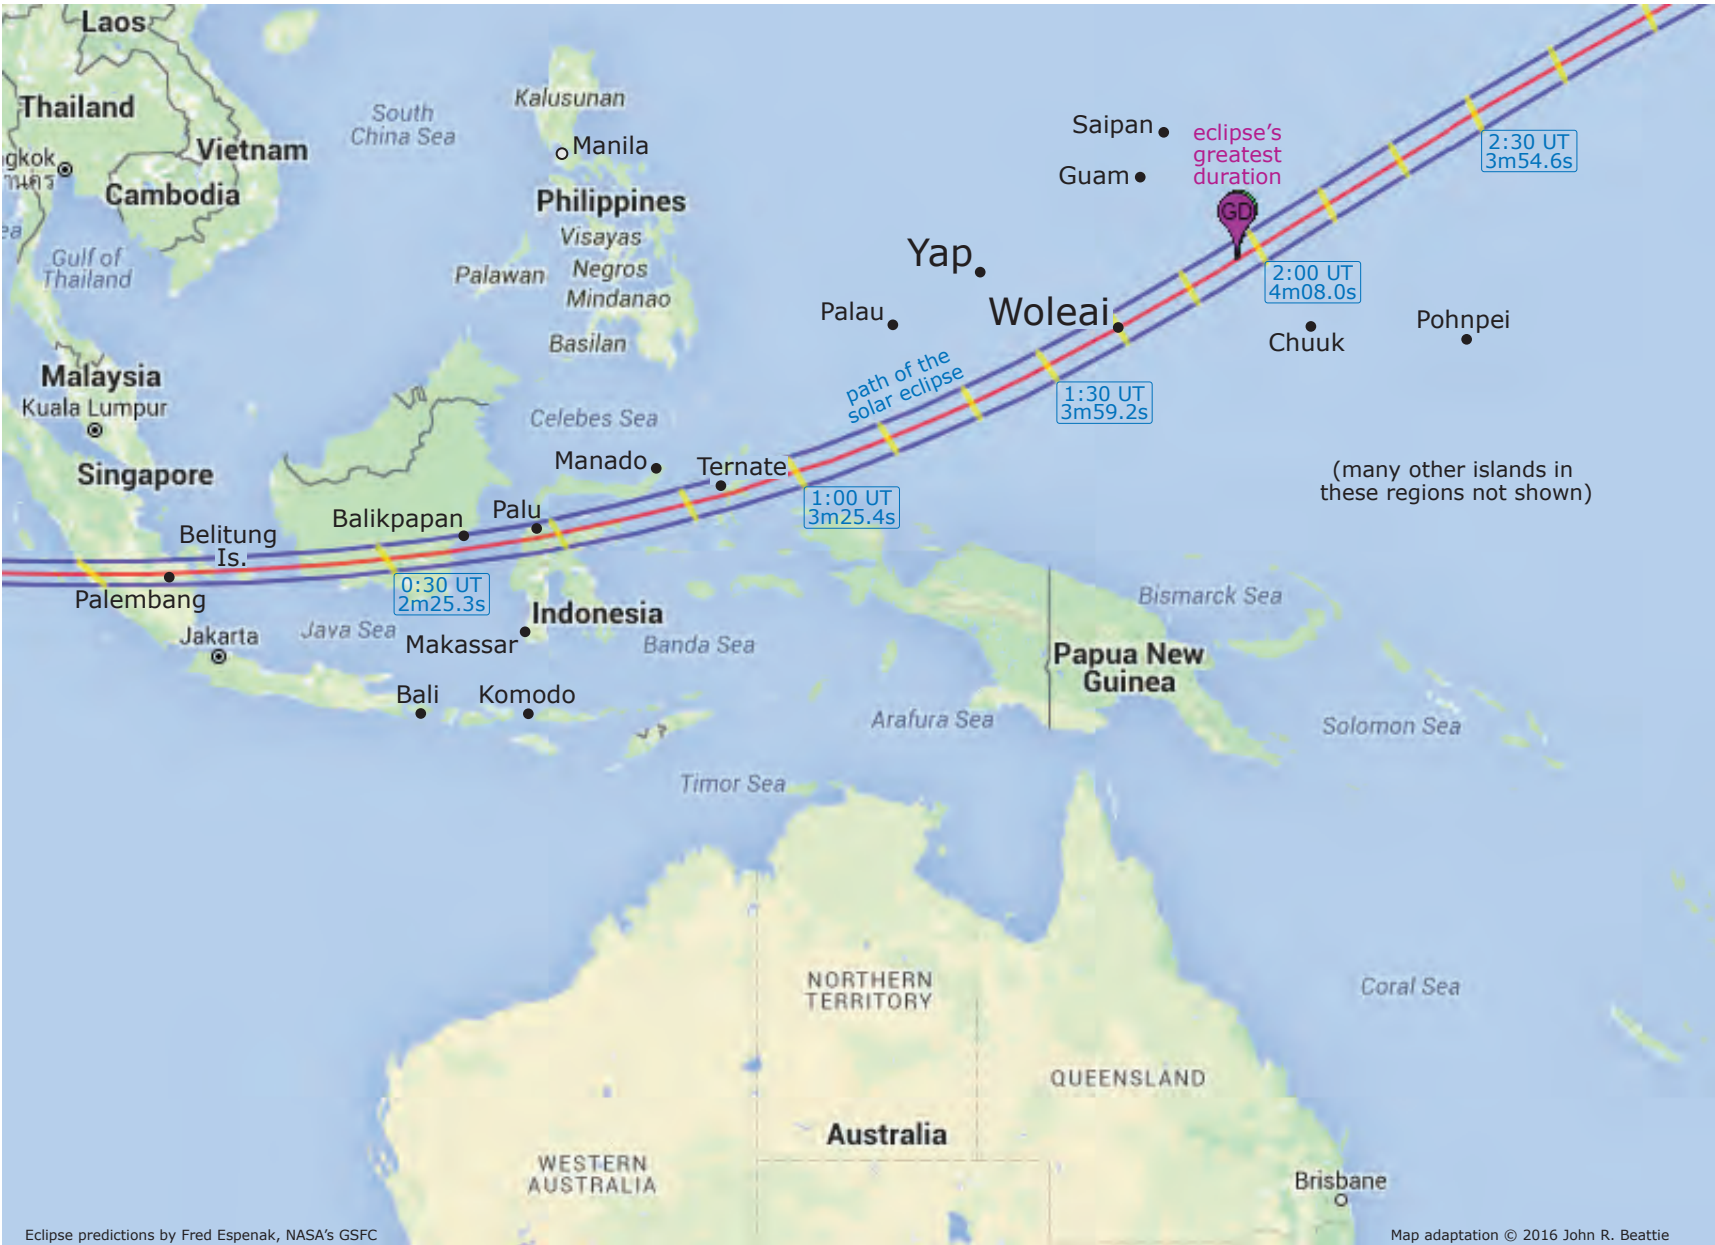 Laos
Thailand
gkok
นคร
Vietnam
Cambodia
ea
Gulf of
Thailand
South
China Sea
Kalusunan
Manila
Philippines
Visayas
Palawan
Negros
Mindanao
Basilan
Saipan
Guam
eclipse's
greatest
duration
GD
2:30 UT
3m54.6s
Yap
Palau
Woleai
2:00 UT
4m08.0s
Chuuk
Pohnpei
path of the
solar eclipse
1:30 UT
3m59.2s
Malaysia
Kuala Lumpur
Singapore
Celebes Sea
Manado
Ternate
1:00 UT
3m25.4s
(many other islands in
these regions not shown)
Balikpapan
Palu
Belitung
Is.
Palembang
0:30 UT
2m25.3s
Jakarta
Java Sea
Makassar
Indonesia
Banda Sea
Bali
Komodo
Bismarck Sea
Papua New
Guinea
Arafura Sea
Solomon Sea
Timor Sea
NORTHERN
TERRITORY
Coral Sea
QUEENSLAND
Australia
WESTERN
AUSTRALIA
Brisbane
Eclipse predictions by Fred Espenak, NASA's GSFC
Map adaptation © 2016 John R. Beattie